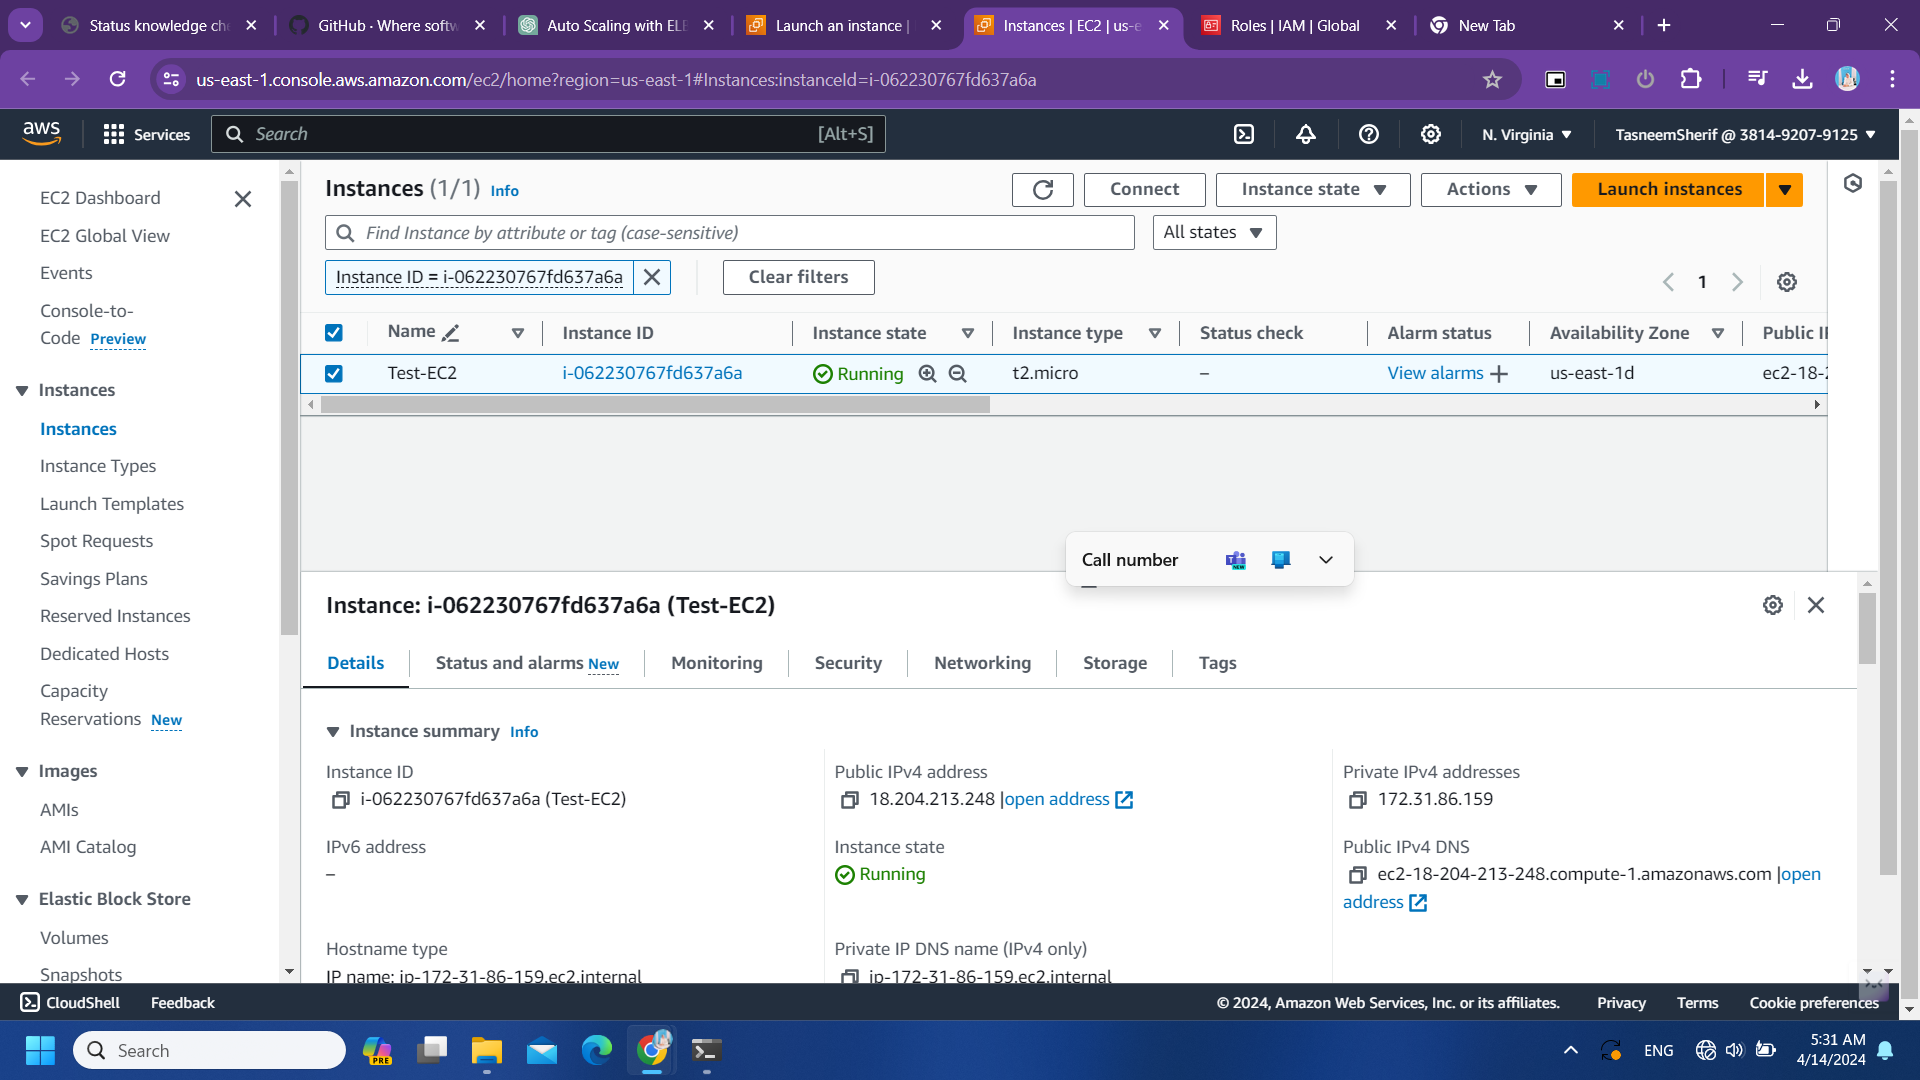 Status knowledge che
GitHub · Where softw
Auto Scaling with ELB
Launch an instance |
Instances | EC2 | us-e
Roles | IAM | Global
New Tab
us-east-1.console.aws.amazon.com/ec2/home?region=us-east-1#Instances:instanceId=i-062230767fd637a6a
aws
Services
Search
[Alt+S]
N. Virginia
TasneemSherif @ 3814-9207-9125
EC2 Dashboard
EC2 Global View
Events
Console-to-
Code Preview
Instances
Instances
Instance Types
Launch Templates
Spot Requests
Savings Plans
Reserved Instances
Dedicated Hosts
Capacity
Reservations New
Images
AMIs
AMI Catalog
Elastic Block Store
Volumes
Snapshots
Instances (1/1) Info
Connect
Instance state
Actions
Launch instances
Find Instance by attribute or tag (case-sensitive)
All states
Instance ID = i-062230767fd637a6a
Clear filters
1
Name
Instance ID
Instance state
Instance type
Status check
Alarm status
Availability Zone
Public IP
Test-EC2
i-062230767fd637a6a
Running
t2.micro
–
View alarms
us-east-1d
ec2-18-2
Call number
NEW
Instance: i-062230767fd637a6a (Test-EC2)
Details
Status and alarms New
Monitoring
Security
Networking
Storage
Tags
Instance summary Info
Instance ID
i-062230767fd637a6a (Test-EC2)
Public IPv4 address
18.204.213.248 |open address
Private IPv4 addresses
172.31.86.159
IPv6 address
–
Instance state
Running
Public IPv4 DNS
ec2-18-204-213-248.compute-1.amazonaws.com |open
address
Hostname type
IP name: ip-172-31-86-159.ec2.internal
Private IP DNS name (IPv4 only)
ip-172-31-86-159.ec2.internal
CloudShell
Feedback
© 2024, Amazon Web Services, Inc. or its affiliates.
Privacy
Terms
Cookie preferences
Search
PRE
ENG
5:31 AM
4/14/2024